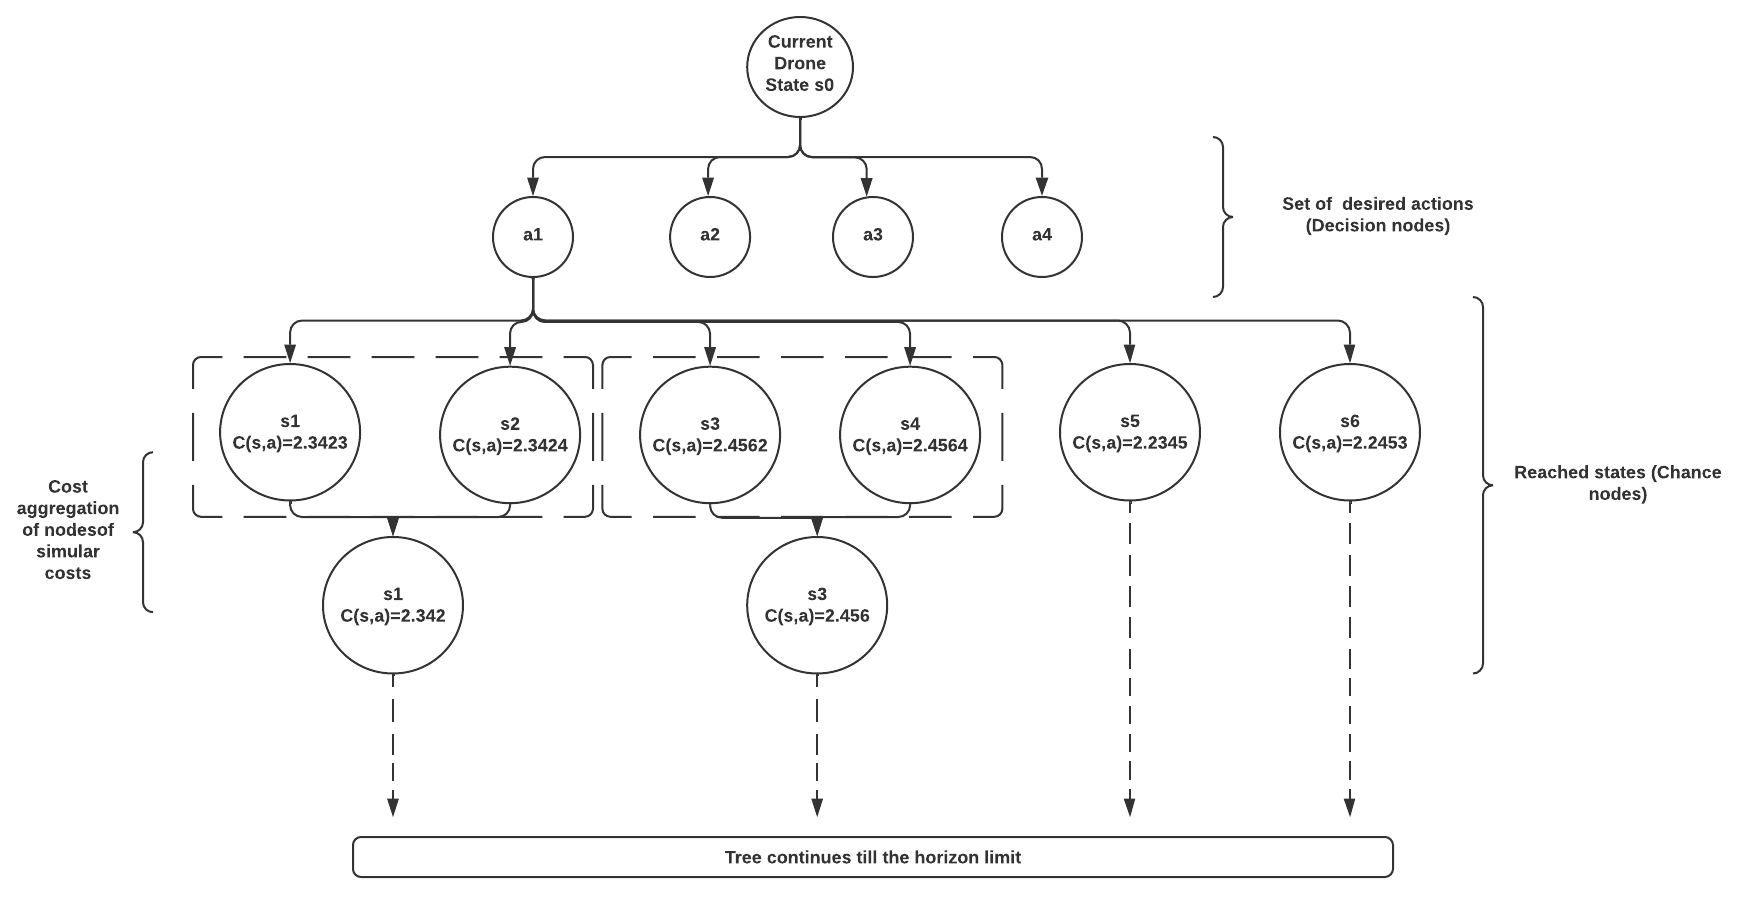 Current
Drone
State s0
Set of  desired actions
(Decision nodes)
a1
a2
a3
a4
s1
C(s,a)=2.3423
s2
C(s,a)=2.3424
s3
C(s,a)=2.4562
s4
C(s,a)=2.4564
s5
C(s,a)=2.2345
s6
C(s,a)=2.2453
Reached states (Chance
nodes)
Cost
aggregation
of nodesof
simular
costs
s1
C(s,a)=2.342
s3
C(s,a)=2.456
Tree continues till the horizon limit